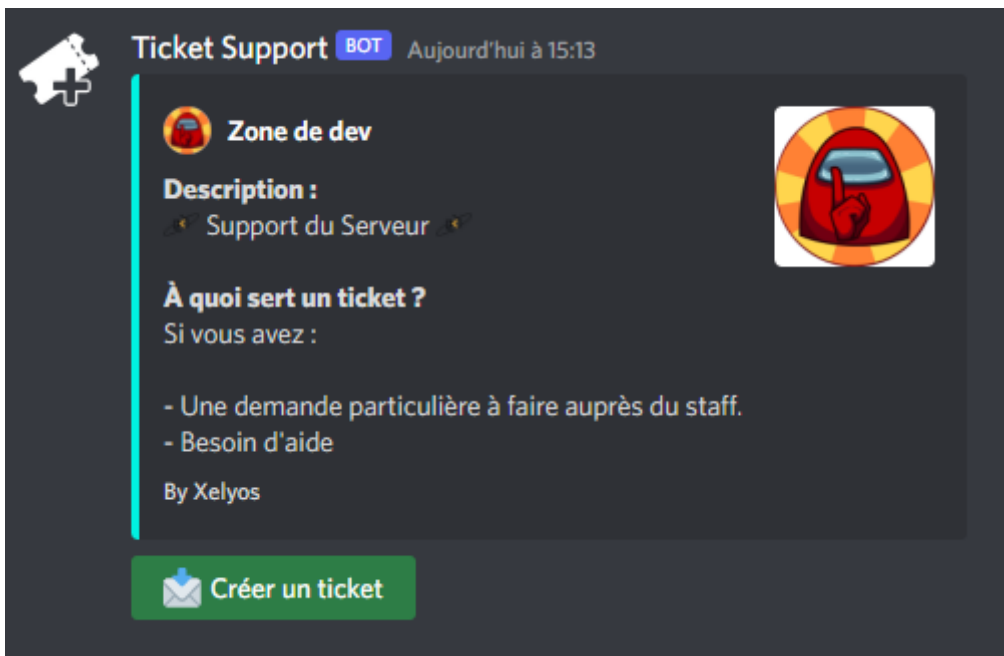 Ticket Support BOT Aujourd'hui à 15:13
Zone de dev
Description :
Support du Serveur
À quoi sert un ticket ?
Si vous avez :
- Une demande particulière à faire auprès du staff.
- Besoin d'aide
By Xelyos
Créer un ticket